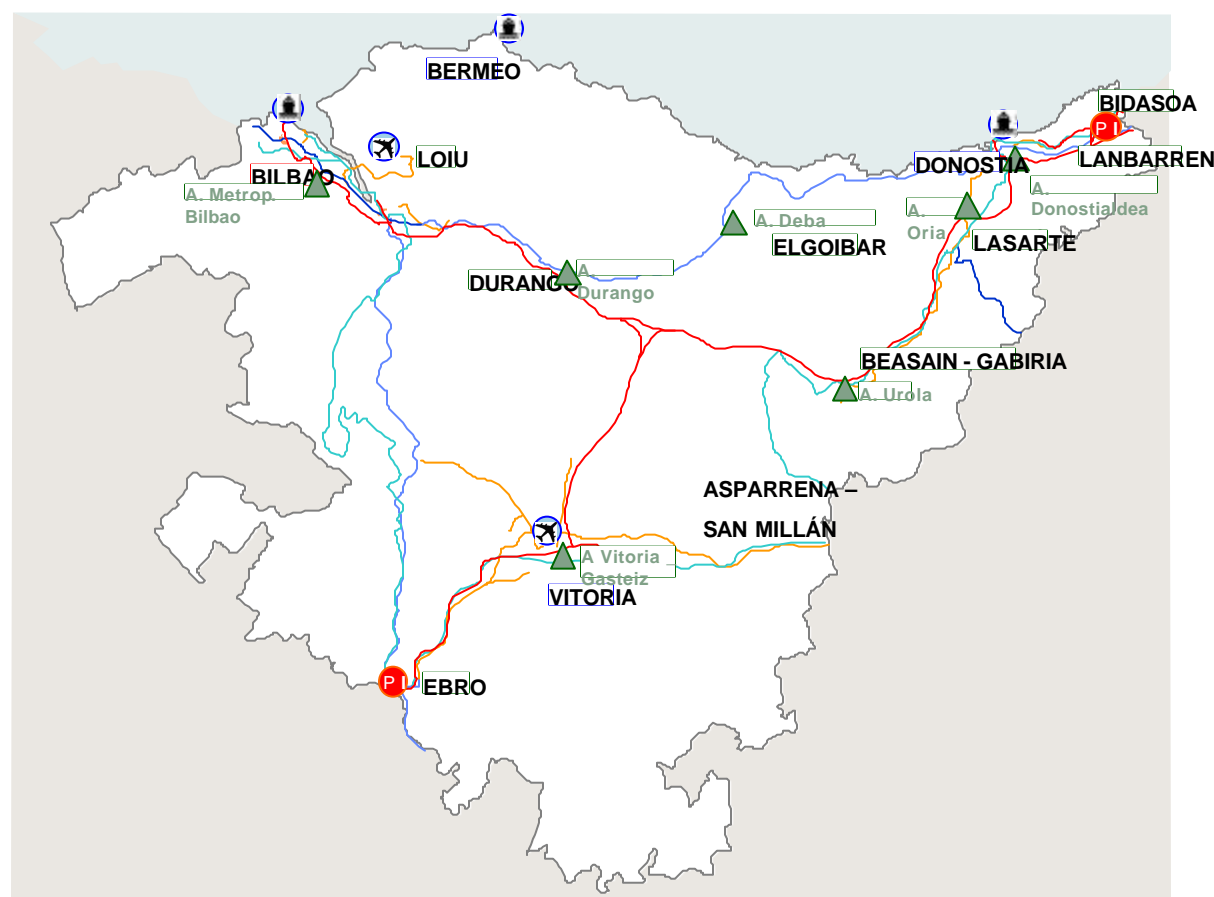 BERMEO
BIDASOA
P I
LOIU
DONOSTIA
LANBARREN
BILBAO
A. Metrop.
Bilbao
A.
Donostialdea
A. Deba
A.
Oria
ELGOIBAR
LASARTE
DURANGO
A.
Durango
BEASAIN - GABIRIA
A. Urola
ASPARRENA –
SAN MILLÁN
A Vitoria _
Gasteiz
VITORIA
P I
EBRO